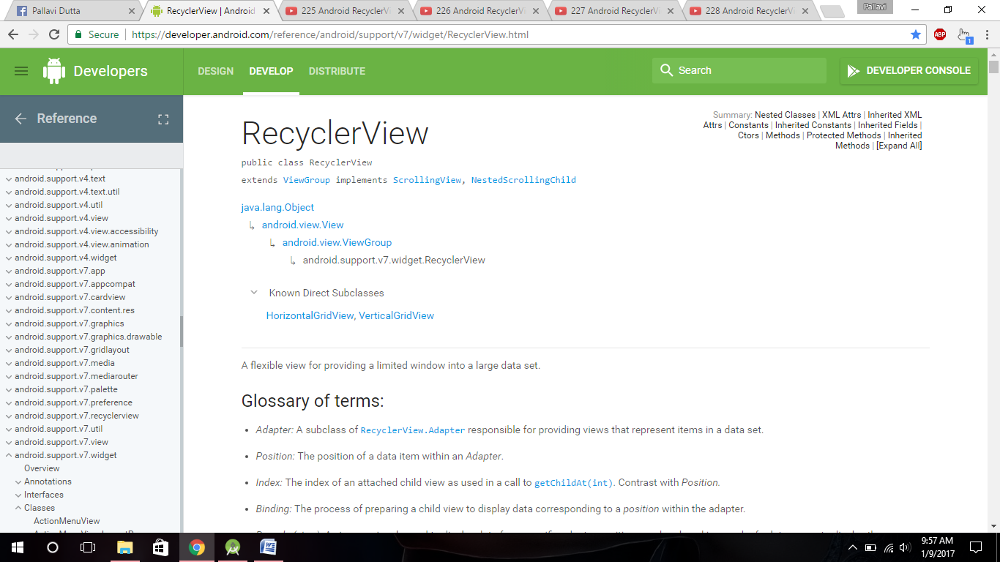 Pallavi Dutta
RecyclerView | Android
225 Android RecyclerV
226 Android RecyclerV
227 Android RecyclerV
228 Android RecyclerV
Pallavi
Secure
https://developer.android.com/reference/android/support/v7/widget/RecyclerView.html
ABP
1
Developers
DESIGN DEVELOP DISTRIBUTE
Search
DEVELOPER CONSOLE
Reference
android.support.v4.text
android.support.v4.text.util
android.support.v4.util
android.support.v4.view
android.support.v4.view.accessibility
android.support.v4.view.animation
android.support.v4.widget
android.support.v7.app
android.support.v7.appcompat
android.support.v7.cardview
android.support.v7.content.res
android.support.v7.graphics
android.support.v7.graphics.drawable
android.support.v7.gridlayout
android.support.v7.media
android.support.v7.mediarouter
android.support.v7.palette
android.support.v7.preference
android.support.v7.recyclerview
android.support.v7.util
android.support.v7.view
android.support.v7.widget
Overview
Annotations
Interfaces
Classes
ActionMenuView
RecyclerView
Summary: Nested Classes | XML Attrs | Inherited XML
Attrs | Constants | Inherited Constants | Inherited Fields |
Ctors | Methods | Protected Methods | Inherited
Methods | [Expand All]
public class RecyclerView
extends ViewGroup implements ScrollingView, NestedScrollingChild
java.lang.Object
↳ android.view.View
↳ android.view.ViewGroup
↳ android.support.v7.widget.RecyclerView
Known Direct Subclasses
HorizontalGridView, VerticalGridView
A flexible view for providing a limited window into a large data set.
Glossary of terms:
• Adapter: A subclass of RecyclerView.Adapter responsible for providing views that represent items in a data set.
• Position: The position of a data item within an Adapter.
• Index: The index of an attached child view as used in a call to getChildAt(int). Contrast with Position.
• Binding: The process of preparing a child view to display data corresponding to a position within the adapter.
9:57 AM
1/9/2017